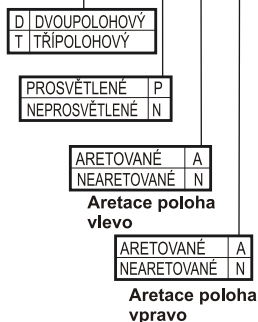 D DVOUPOLOHOVÝ
T TŘÍPOLOHOVÝ
PROSVĚTLENÉ P
NEPROSVĚTLENÉ N
ARETOVANÉ A
NEARETOVANÉ N
Aretace poloha
vlevo
ARETOVANÉ A
NEARETOVANÉ N
Aretace poloha
vpravo